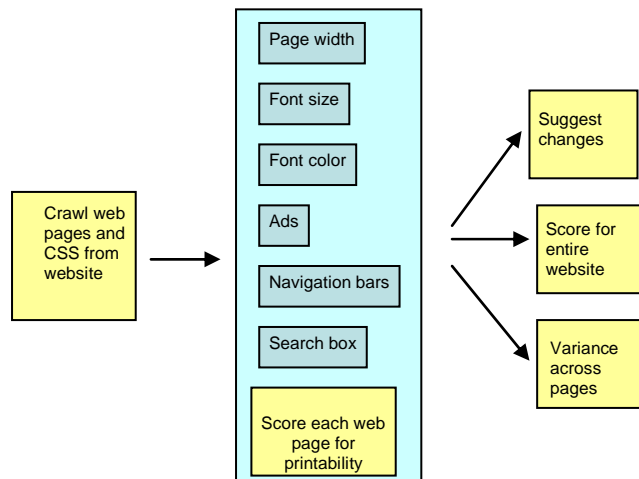 Crawl web
pages and
CSS from
website
Page width
Font size
Font color
Ads
Navigation bars
Search box
Score each web
page for
printability
Suggest
changes
Score for
entire
website
Variance
across
pages